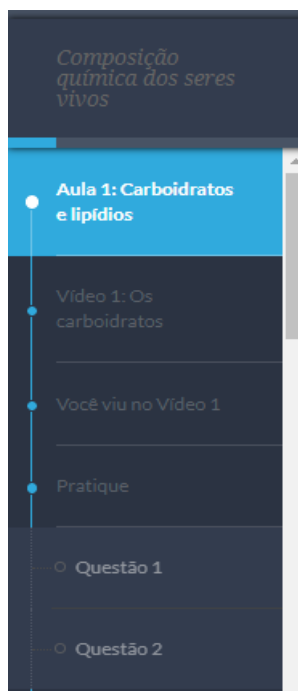 Composição
química dos seres
vivos
Aula 1: Carboidratos
e lipídios
Vídeo 1: Os
carboidratos
Você viu no Vídeo 1
Pratique
Questão 1
Questão 2